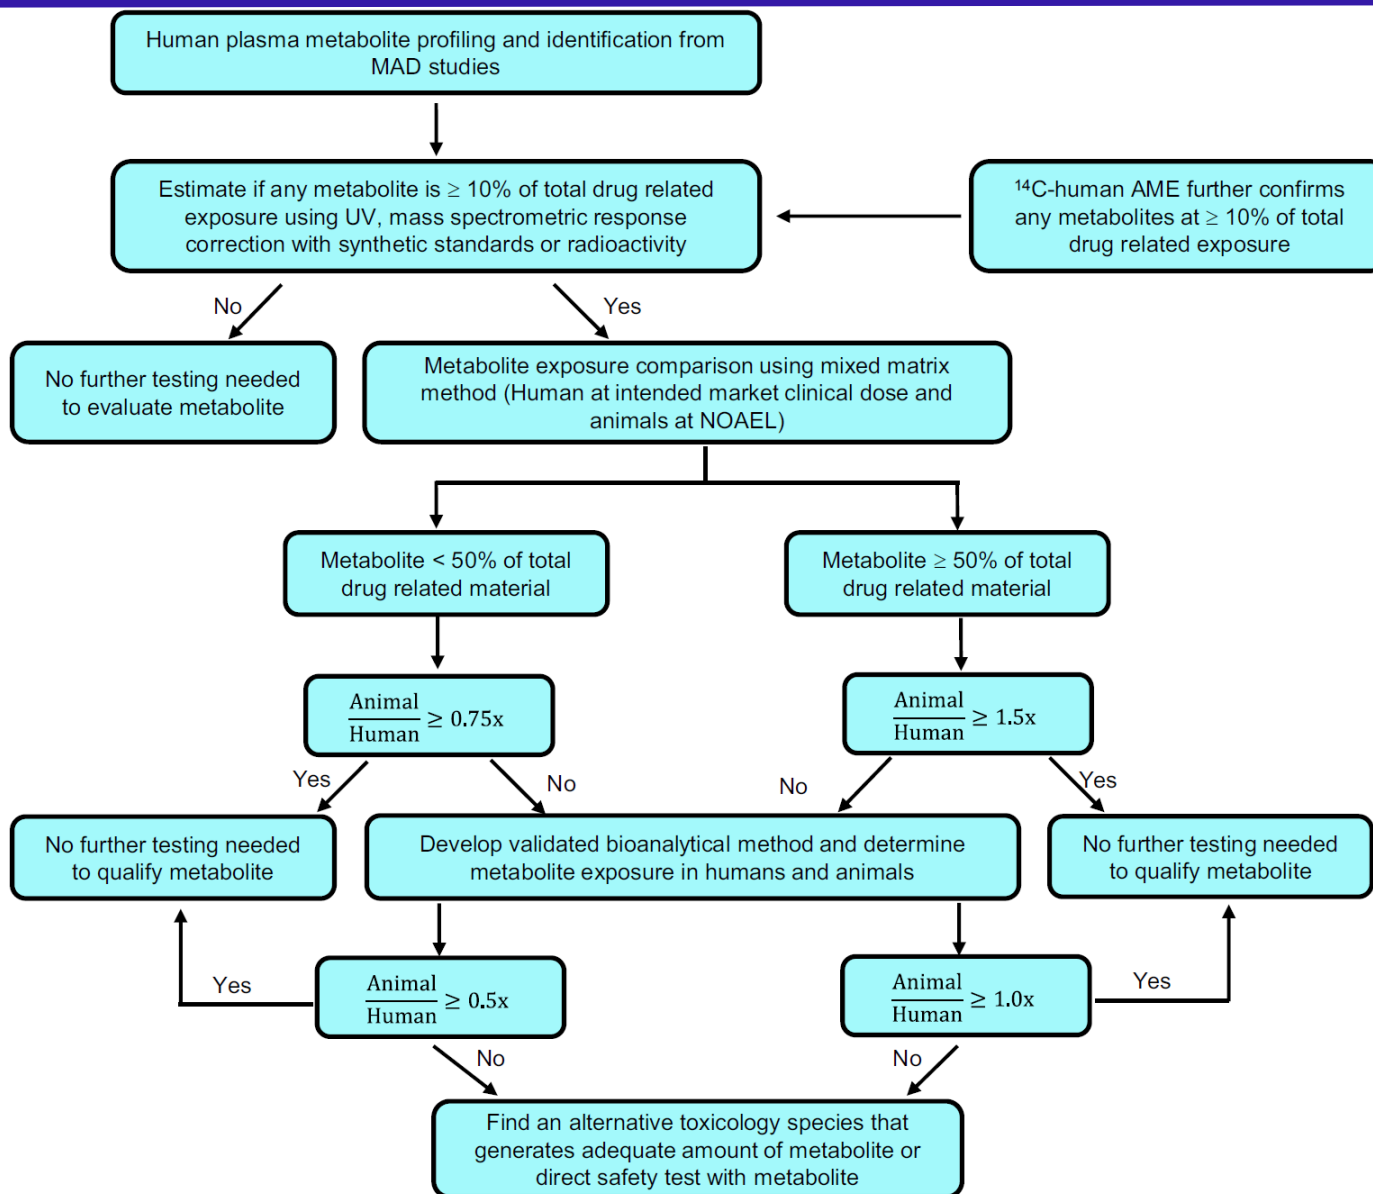 Human plasma metabolite profiling and identification from
MAD studies
Estimate if any metabolite is ≥ 10% of total drug related
exposure using UV, mass spectrometric response
correction with synthetic standards or radioactivity
¹⁴C-human AME further confirms
any metabolites at ≥ 10% of total
drug related exposure
No
Yes
No further testing needed
to evaluate metabolite
Metabolite exposure comparison using mixed matrix
method (Human at intended market clinical dose and
animals at NOAEL)
Metabolite < 50% of total
drug related material
Metabolite ≥ 50% of total
drug related material
Animal
Human ≥ 0.75x
Animal
Human ≥ 1.5x
Yes
No
No
Yes
No further testing needed
to qualify metabolite
Develop validated bioanalytical method and determine
metabolite exposure in humans and animals
No further testing needed
to qualify metabolite
Yes
Animal
Human ≥ 0.5x
Animal
Human ≥ 1.0x
Yes
No
No
Find an alternative toxicology species that
generates adequate amount of metabolite or
direct safety test with metabolite